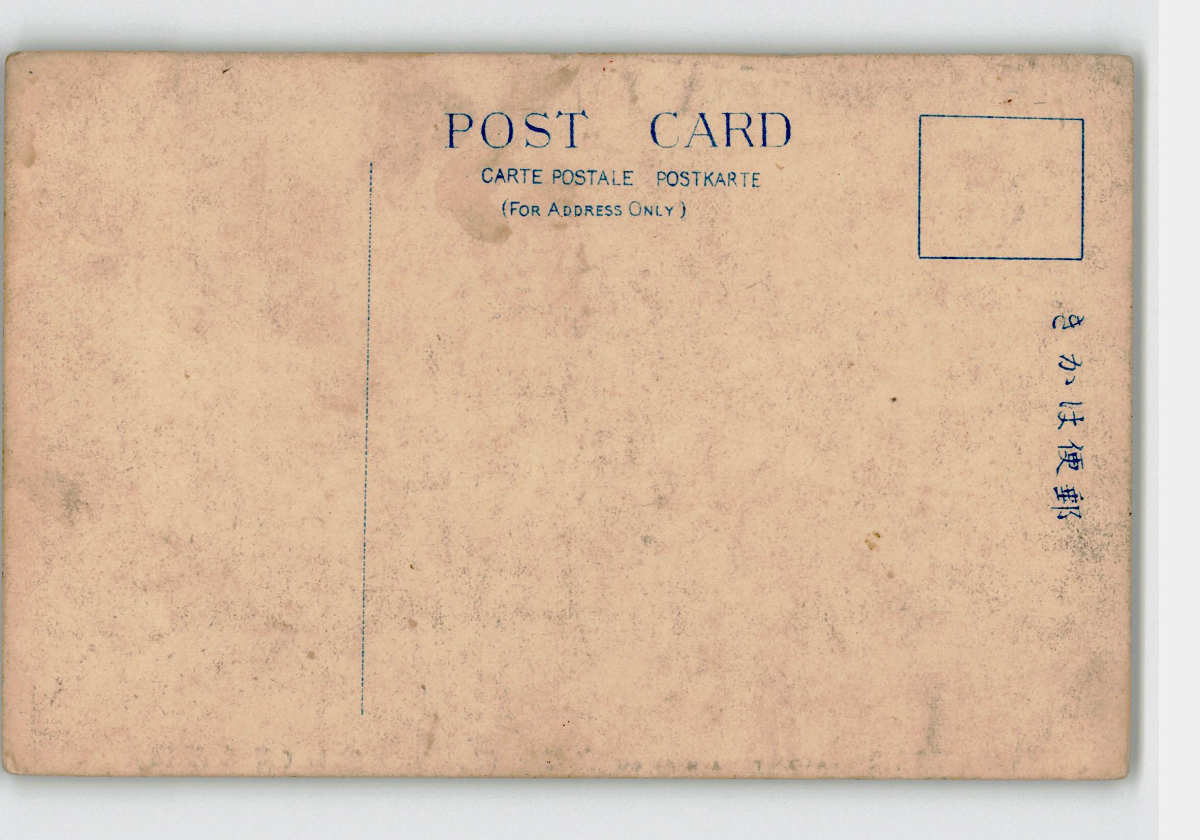 POST CARD
CARTE POSTALE POSTKARTE
(FOR ADDRESS ONLY)
きかは便郵